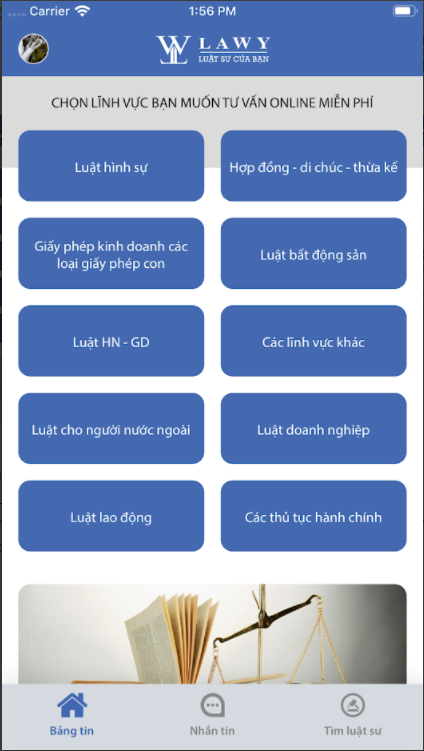 Carrier
1:56 PM
LAWY
LUẬT SƯ CỦA BẠN
CHỌN LĨNH VỰC BẠN MUỐN TƯ VẤN ONLINE MIỄN PHÍ
Luật hình sự
Hợp đồng - di chúc - thừa kế
Giấy phép kinh doanh các
loại giấy phép con
Luật bất động sản
Luật HN - GD
Các lĩnh vực khác
Luật cho người nước ngoài
Luật doanh nghiệp
Luật lao động
Các thủ tục hành chính
Bảng tin
Nhắn tin
Tìm luật sư